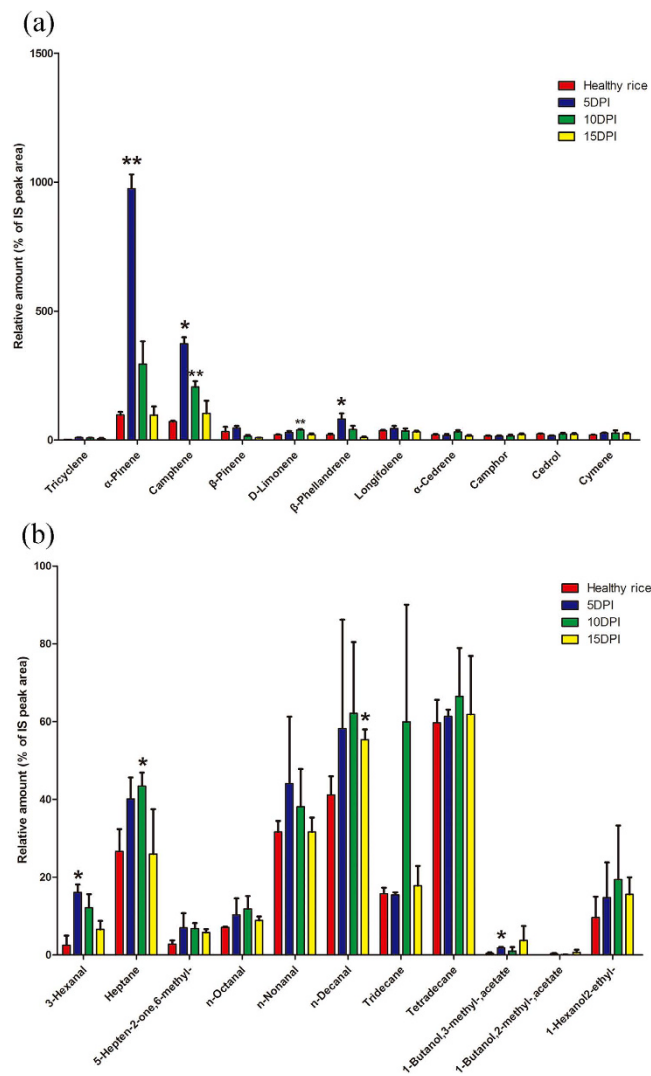 (a)
Relative amount (% of IS peak area)
1500
1000
500
0
Healthy rice
5DPI
10DPI
15DPI
**
*
**
**
*
Tricyclene
α-Pinene
Camphene
β-Pinene
D-Limonene
β-Phellandrene
Longifolene
α-Cedrene
Camphor
Cedrol
Cymene
(b)
Relative amount (% of IS peak area)
100
80
60
40
20
0
Healthy rice
5DPI
10DPI
15DPI
*
*
*
*
3-Hexanal
Heptane
5-Hepten-2-one,6-methyl-
n-Octanal
n-Nonanal
n-Decanal
Tridecane
Tetradecane
1-Butanol,3-methyl-,acetate
1-Butanol,2-methyl-,acetate
1-Hexanol2-ethyl-